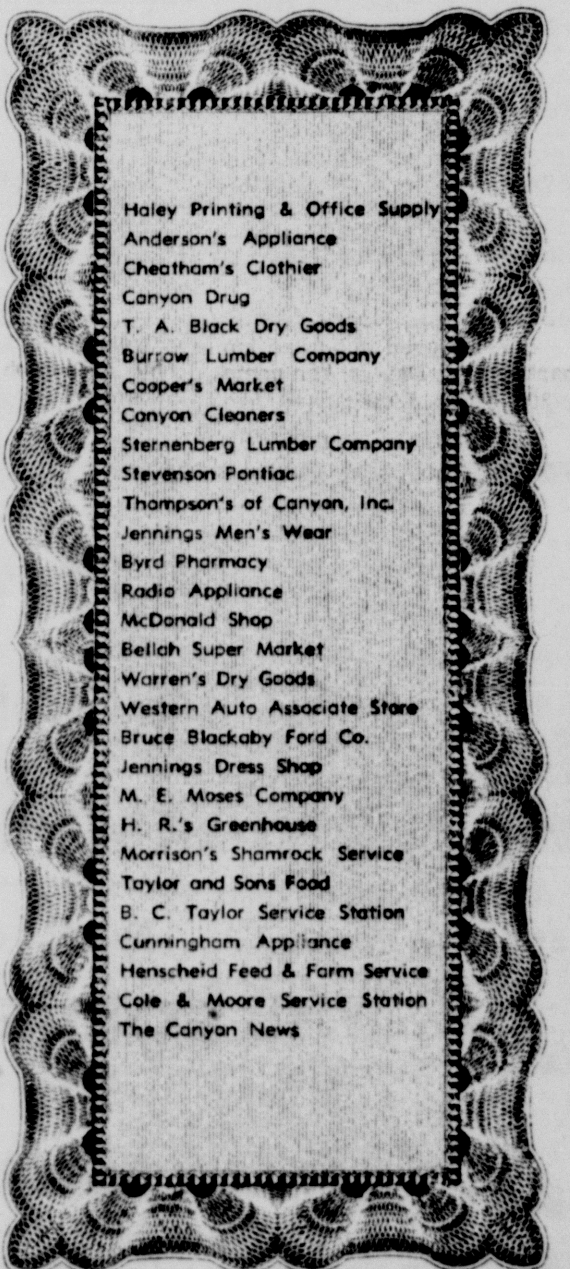 Haley Printing & Office Supply
Anderson's Appliance
Cheatham's Clothier
Canyon Drug
T. A. Black Dry Goods
Burrow Lumber Company
Cooper's Market
Canyon Cleaners
Sternenberg Lumber Company
Stevenson Pontiac
Thompson's of Canyon, Inc.
Jennings Men's Wear
Byrd Pharmacy
Radio Appliance
McDonald Shop
Bellah Super Market
Warren's Dry Goods
Western Auto Associate Store
Bruce Blackaby Ford Co.
Jennings Dress Shop
M. E. Moses Company
H. R.'s Greenhouse
Morrison's Shamrock Service
Taylor and Sons Food
B. C. Taylor Service Station
Cunningham Appliance
Henscheid Feed & Farm Service
Cole & Moore Service Station
The Canyon News